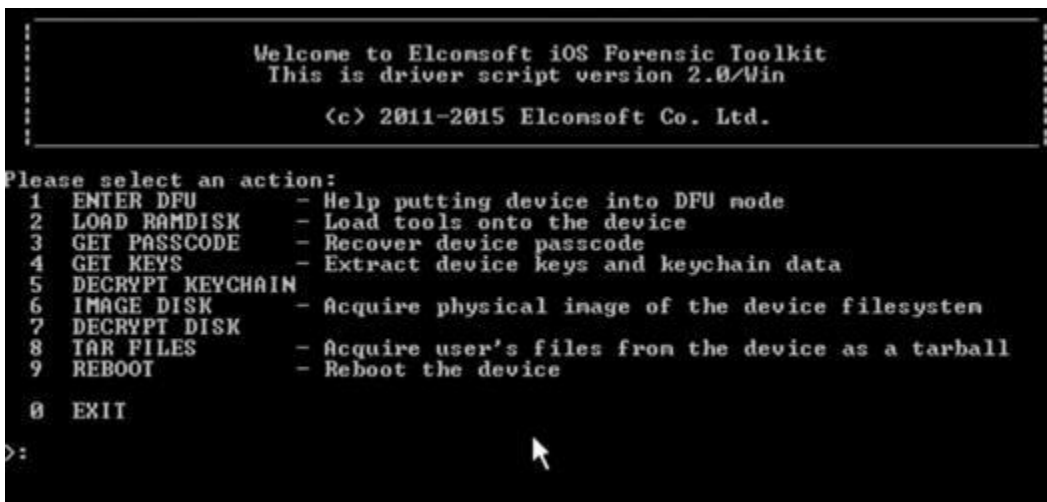 Welcome to Elcomsoft iOS Forensic Toolkit
This is driver script version 2.0/Win
(c) 2011-2015 Elcomsoft Co. Ltd.
Please select an action:
1 ENTER DFU - Help putting device into DFU mode
2 LOAD RAMDISK - Load tools onto the device
3 GET PASSCODE - Recover device passcode
4 GET KEYS - Extract device keys and keychain data
5 DECRYPT KEYCHAIN
6 IMAGE DISK - Acquire physical image of the device filesystem
7 DECRYPT DISK
8 TAR FILES - Acquire user's files from the device as a tarball
9 REBOOT - Reboot the device
0 EXIT
>: